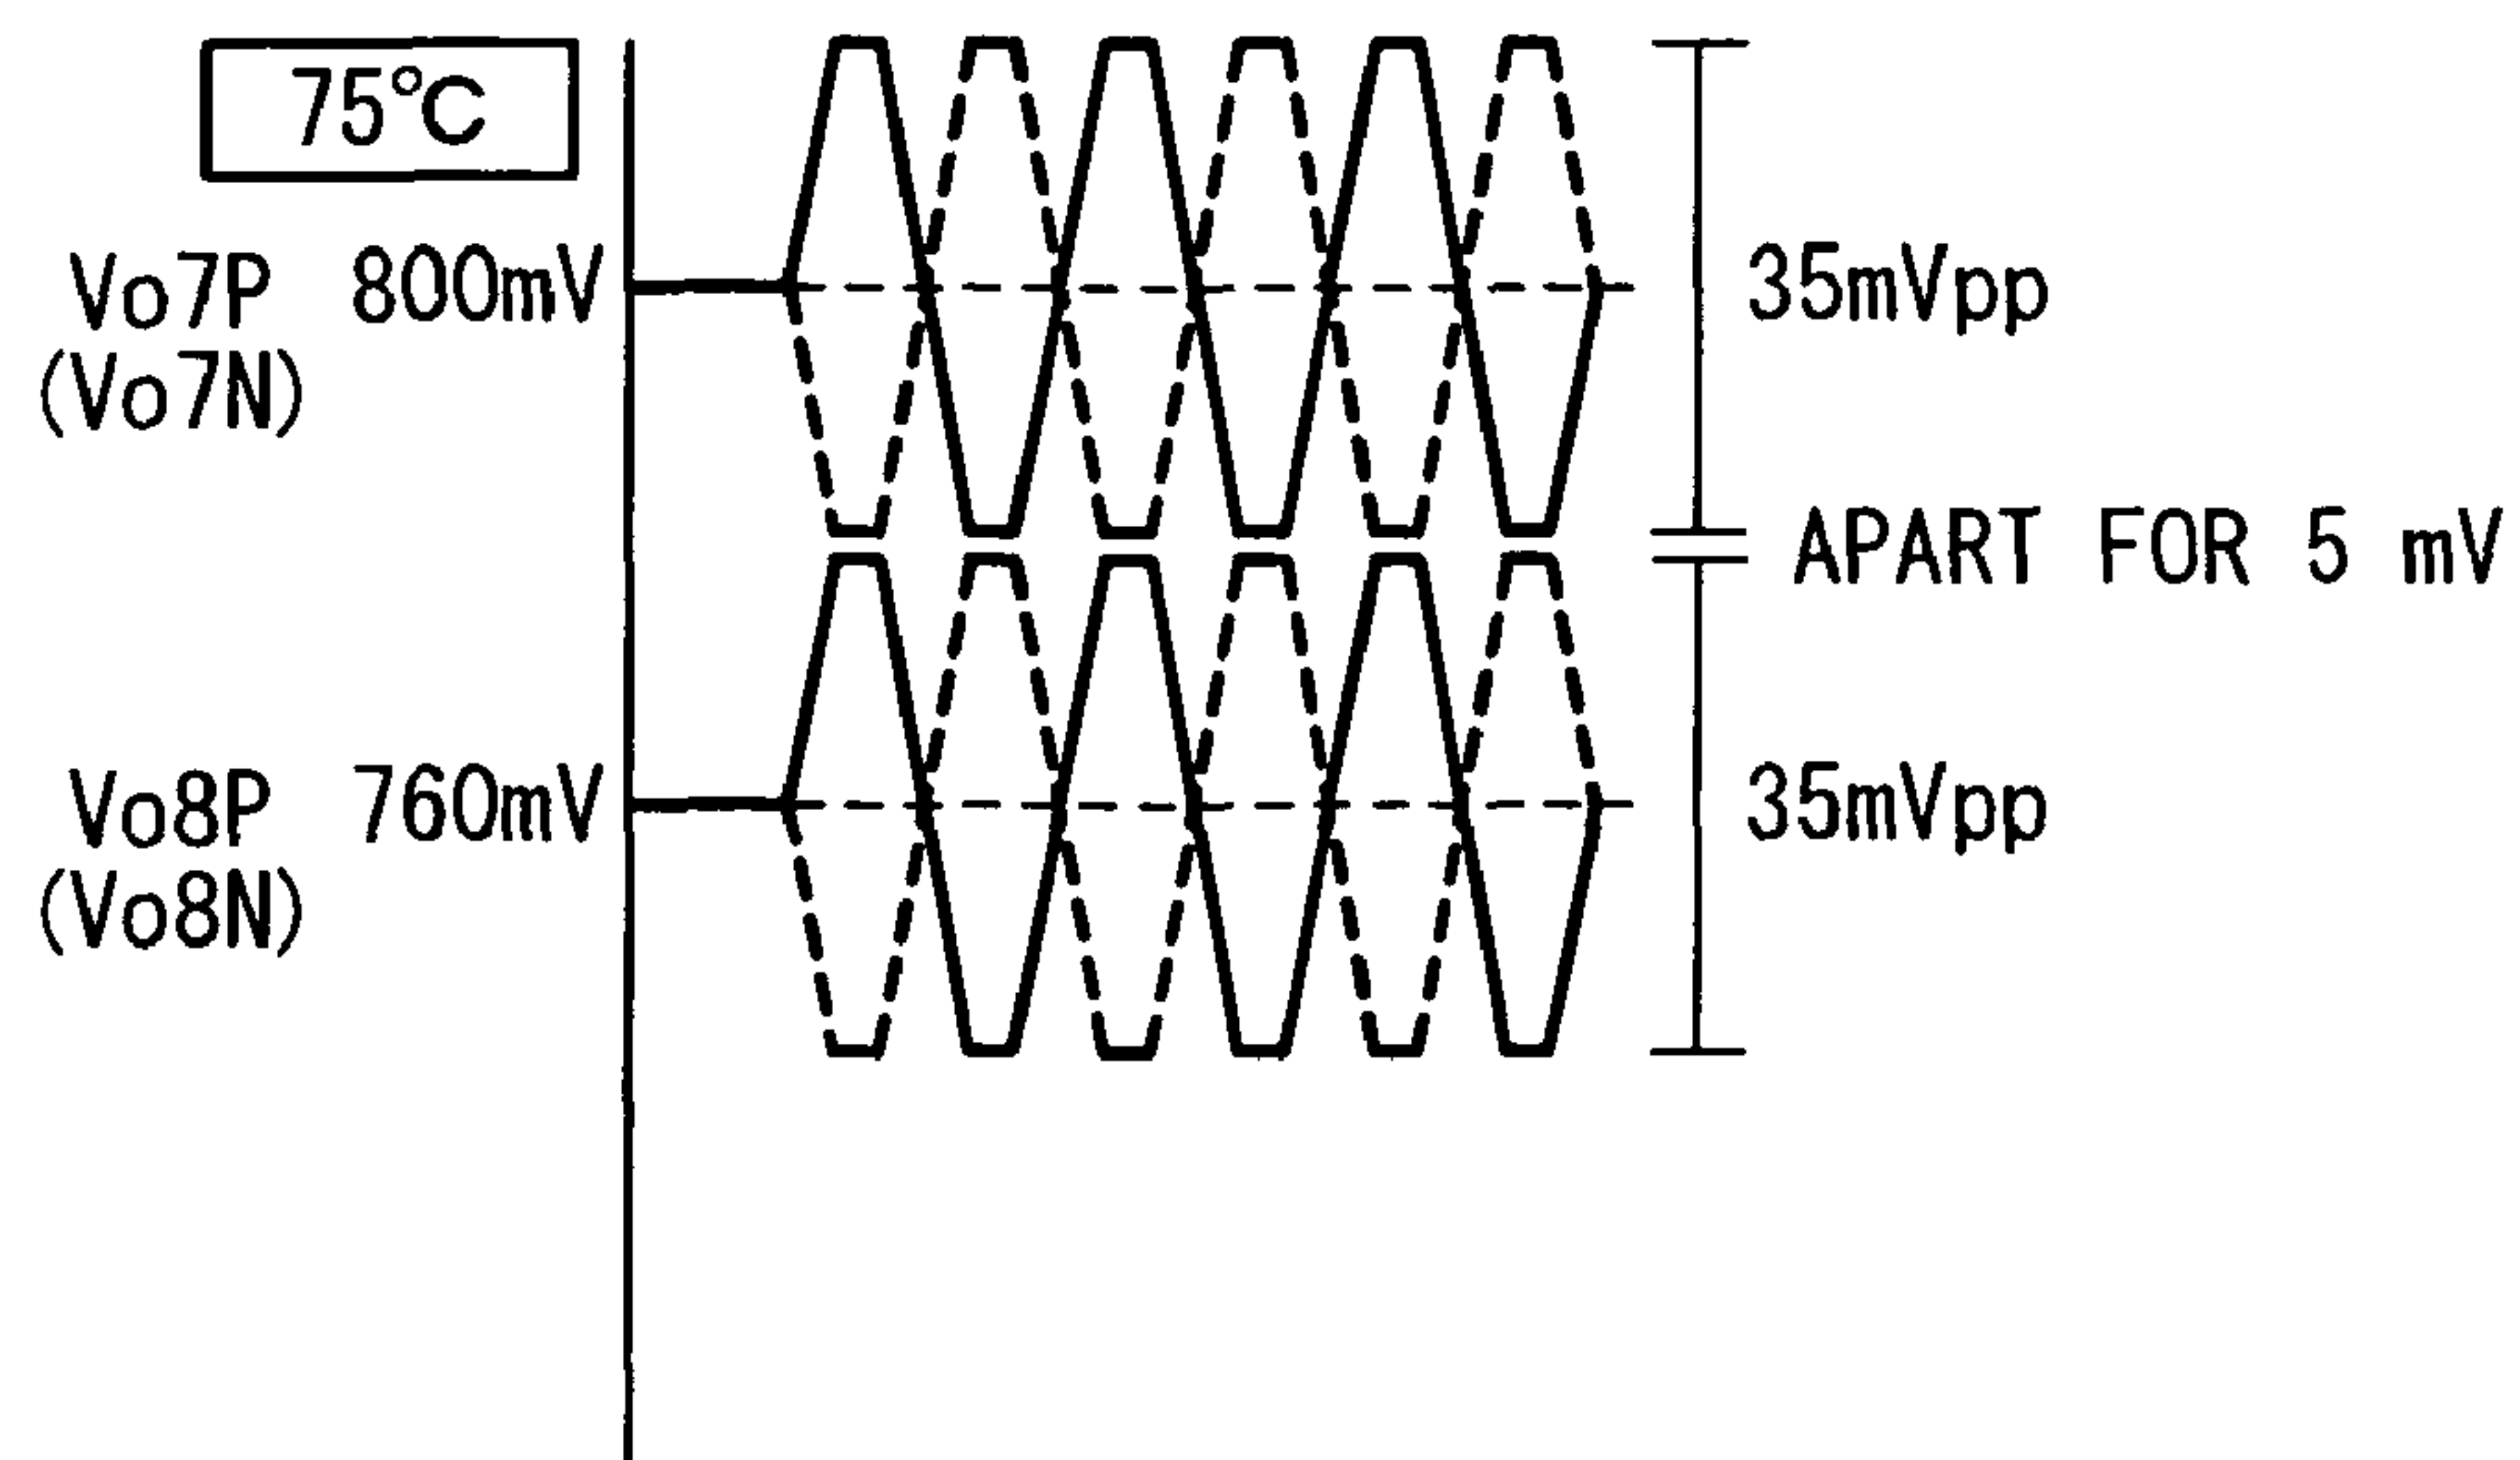 75°C
Vo7P 800mV
(Vo7N)
35mVpp
APART FOR 5 mV
Vo8P 760mV
(Vo8N)
35mVpp